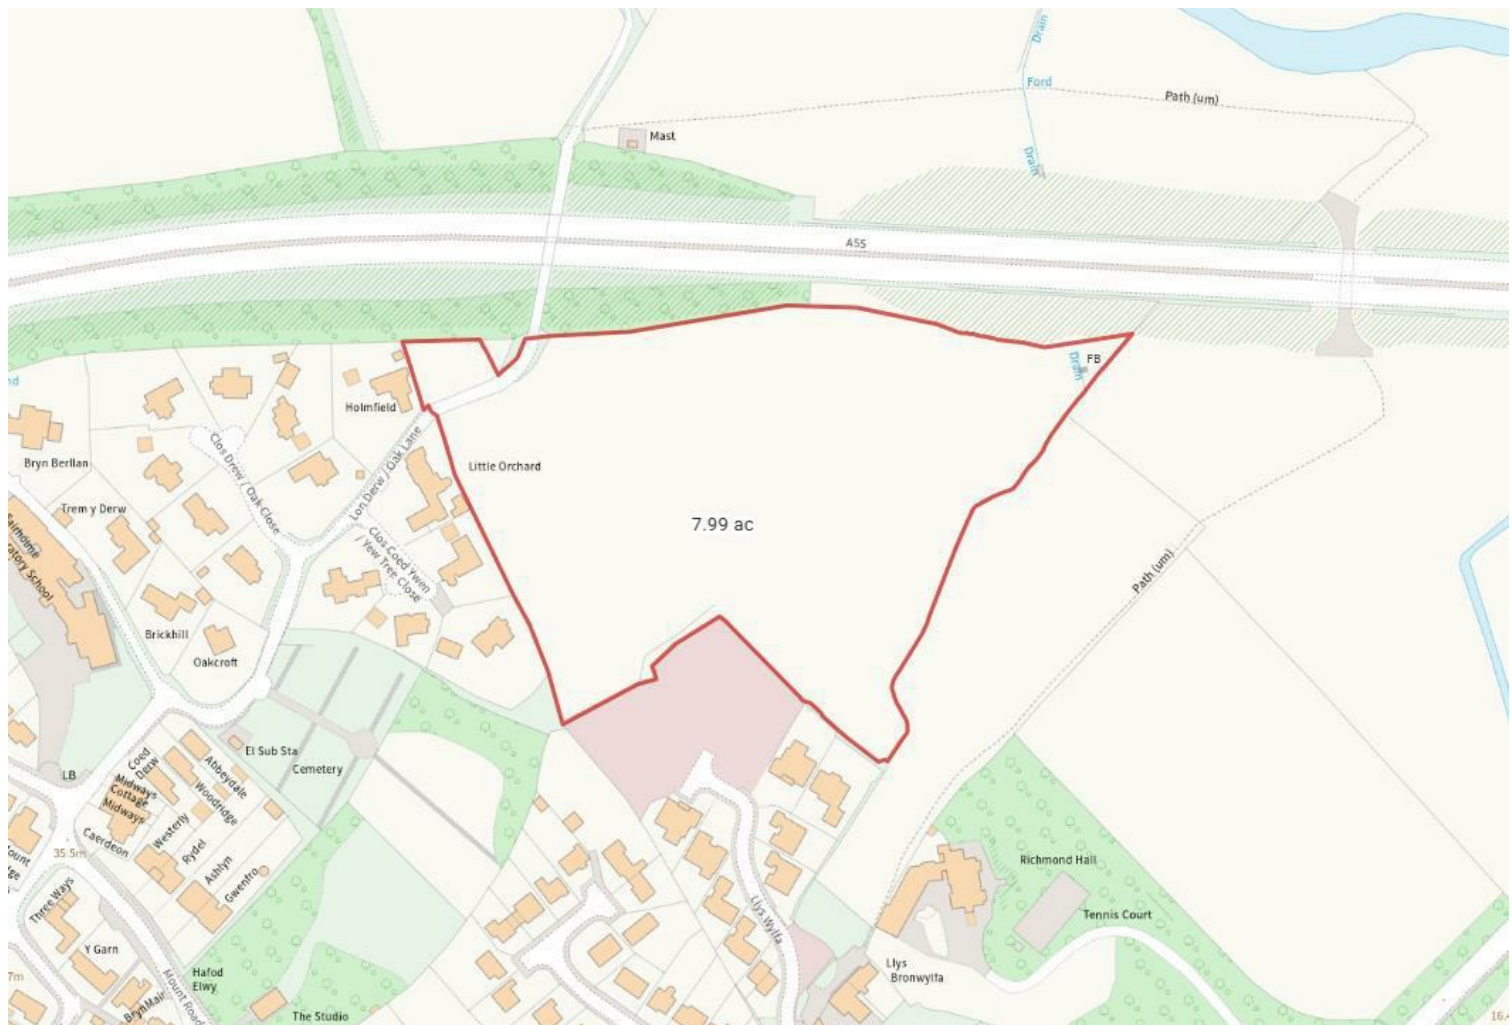 Drain
Ford
Path (um)
Mast
Drain
A55
FB
Drain
Holmfield
Clos Drew / Oak Close
Lon Derw / Oak Lane
Bryn Berllan
Little Orchard
Trem y Derw
7.99 ac
Clos Coed Ywen
/ Yew Tree Close
Path (um)
Brickhill
Oakcroft
El Sub Sta
Cemetery
LB
Coed
Derw
Midways
Cottage
Midways
Abbeydale
Woodridge
Westerly
Caerdeon
Rydel
Ashlyn
Gwenfro
35.5m
Three Ways
Y Garn
Mount Road
Hafod
Elwy
Bryn Mair
The Studio
Llys Wylfa
Richmond Hall
Tennis Court
Llys
Bronwylfa